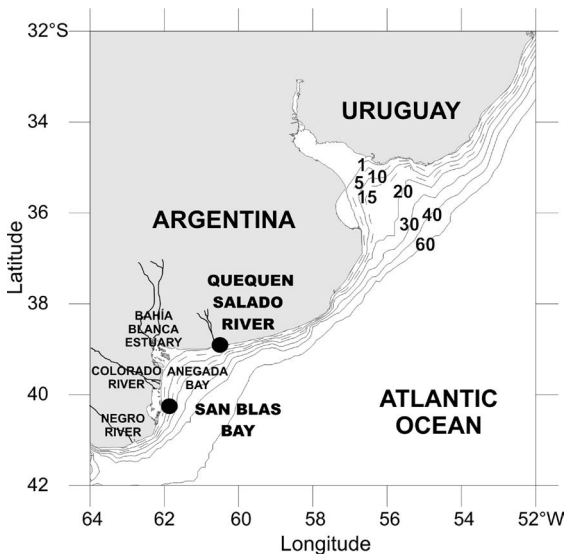 32°S
34
36
38
40
42
Latitude
64
62
60
58
56
54
52°W
Longitude
URUGUAY
ARGENTINA
1
5 10
15
20
30
40
60
QUEQUEN
SALADO
RIVER
BAHÍA
BLANCA
ESTUARY
COLORADO
RIVER
ANEGADA
BAY
NEGRO
RIVER
SAN BLAS
BAY
ATLANTIC
OCEAN